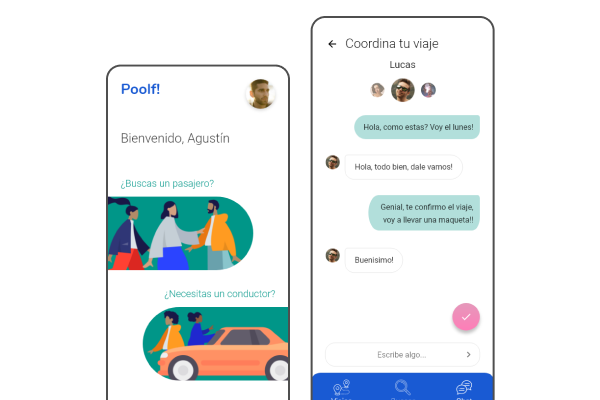 Poolf!
Bienvenido, Agustín
¿Buscas un pasajero?
¿Necesitas un conductor?
Coordina tu viaje
Lucas
Hola, como estas? Voy el lunes!
Hola, todo bien, dale vamos!
Genial, te confirmo el viaje,
voy a llevar una maqueta!!
Buenisimo!
Escribe algo...